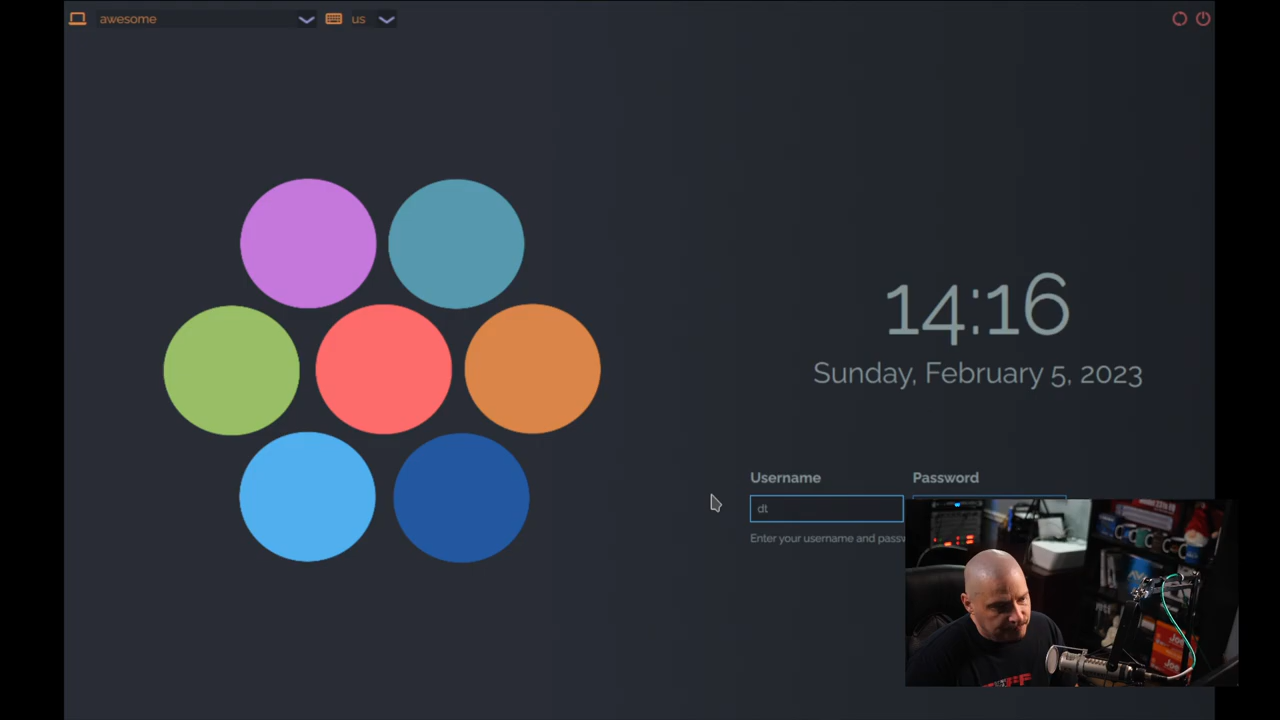 awesome
us
14:16
Sunday, February 5, 2023
Username
Password
dt
Enter your username and passw